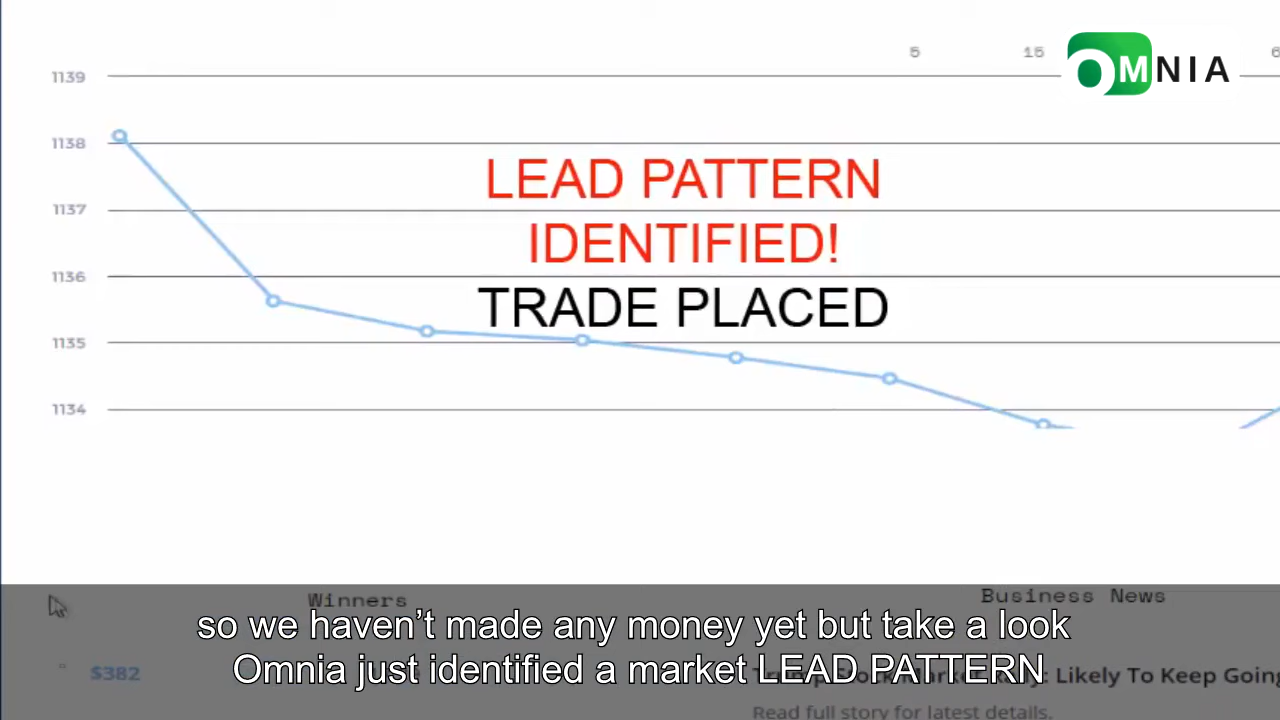 5 15 6
OMNIA
1139
1138
1137
1136
1135
1134
LEAD PATTERN
IDENTIFIED!
TRADE PLACED
Winners
Business News
so we haven’t made any money yet but take a look
Omnia just identified a market LEAD PATTERN
$382
Likely To Keep Going
Read full story for latest details.